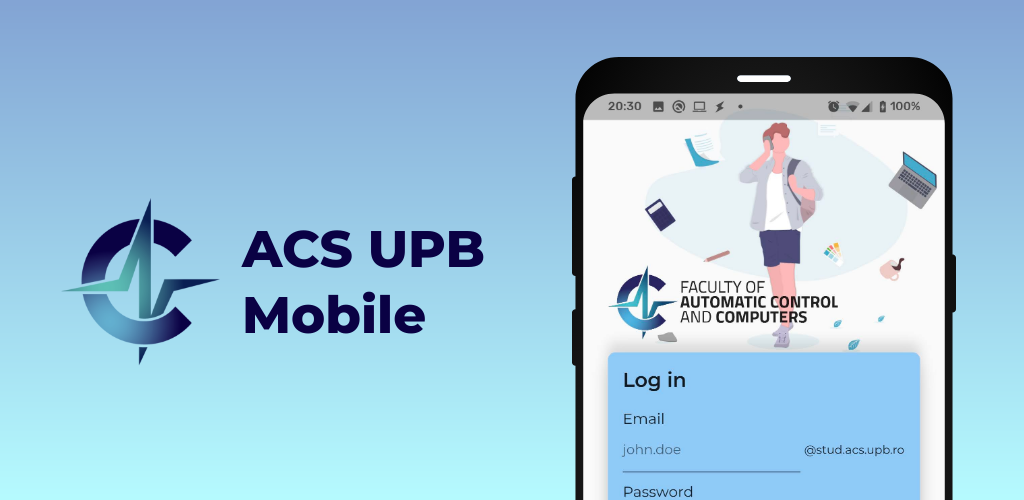 ACS UPB
Mobile
20:30
100%
FACULTY OF
AUTOMATIC CONTROL
AND COMPUTERS
Log in
Email
john.doe
@stud.acs.upb.ro
Password